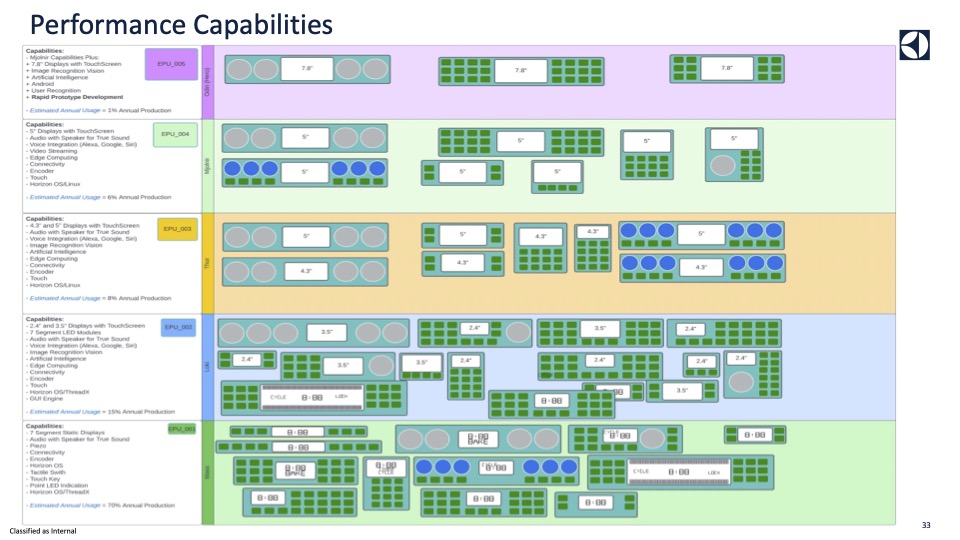 Performance Capabilities
Capabilities:
- Mjolnir Capabilities Plus:
+ 7.8" Displays with TouchScreen
+ Image Recognition Vision
+ Artificial Intelligence
+ Android
+ User Recognition
+ Rapid Prototype Development
- Estimated Annual Usage = 1% Annual Production
EPU_005
Odin (Hero)
7.8"
7.8"
7.8"
Capabilities:
- 5" Displays with TouchScreen
- Audio with Speaker for True Sound
- Voice Integration (Alexa, Google, Siri)
- Video Streaming
- Edge Computing
- Connectivity
- Encoder
- Touch
- Horizon OS/Linux
- Estimated Annual Usage = 6% Annual Production
EPU_004
Mjolnir
5"
5"
5"
5"
5"
5"
5"
Capabilities:
- 4.3" and 5" Displays with TouchScreen
- Audio with Speaker for True Sound
- Voice Integration (Alexa, Google, Siri)
- Image Recognition Vision
- Artificial Intelligence
- Edge Computing
- Connectivity
- Encoder
- Touch
- Horizon OS/Linux
- Estimated Annual Usage = 8% Annual Production
EPU_003
Thor
5"
4.3"
5"
4.3"
4.3"
4.3"
5"
4.3"
Capabilities:
- 2.4" and 3.5" Displays with TouchScreen
- 7 Segment LED Modules
- Audio with Speaker for True Sound
- Voice Integration (Alexa, Google, Siri)
- Image Recognition Vision
- Artificial Intelligence
- Edge Computing
- Connectivity
- Encoder
- Touch
- Horizon OS/ThreadX
- GUI Engine
- Estimated Annual Usage = 15% Annual Production
EPU_002
Loki
3.5"
2.4"
3.5"
2.4"
2.4"
3.5"
3.5"
2.4"
2.4"
2.4"
2.4"
3.5"
CYCLE 0:00 LOCK
0:00
0:00
Capabilities:
- 7 Segment Static Displays
- Audio with Speaker for True Sound
- Piezo
- Connectivity
- Encoder
- Horizon OS
- Tactile Swith
- Touch Key
- Point LED Indication
- Horizon OS/ThreadX
- Estimated Annual Usage = 70% Annual Production
EPU_001
0:00
0:00
0:00
BAKE
0:00
0:00
0:00
BAKE
0:00
CYCLE
0:00
CYCLE 0:00 LOCK
0:00
0:00
0:00
Classified as Internal
33